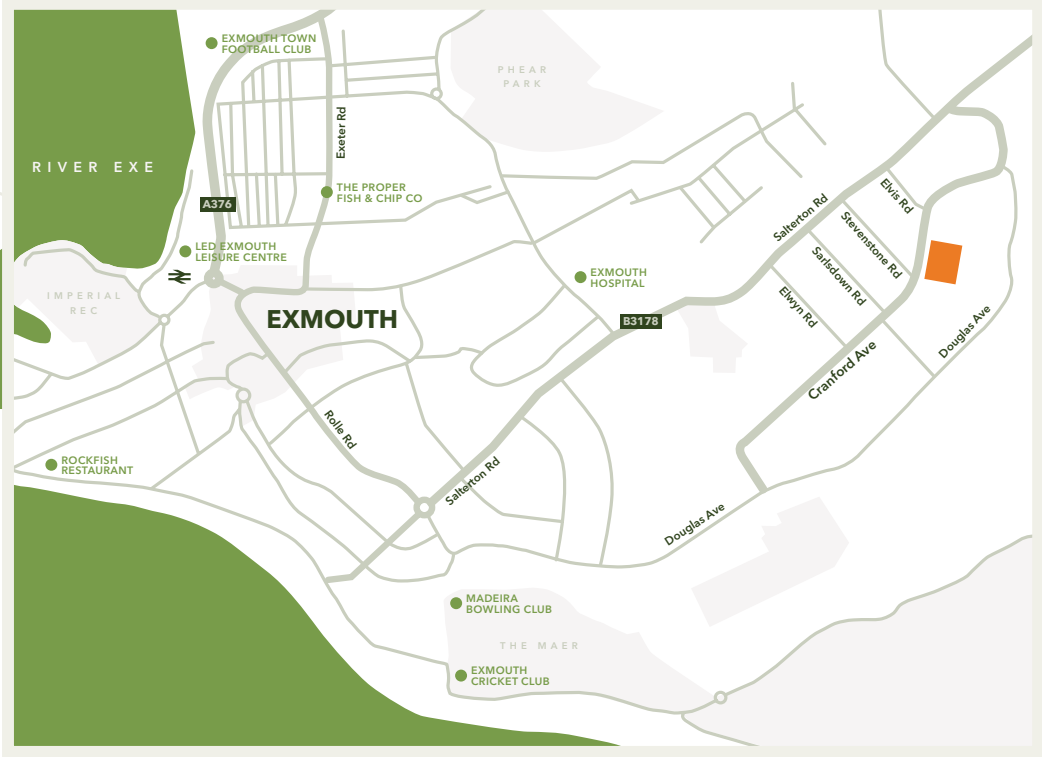 EXMOUTH TOWN
FOOTBALL CLUB
PHEAR
PARK
Exeter Rd
RIVER EXE
A376
THE PROPER
FISH & CHIP CO
Elvis Rd
Salterton Rd
Stevenstone Rd
LED EXMOUTH
LEISURE CENTRE
Sarlsdown Rd
EXMOUTH
HOSPITAL
IMPERIAL
REC
Elwyn Rd
EXMOUTH
B3178
Douglas Ave
Cranford Ave
Rolle Rd
ROCKFISH
RESTAURANT
Salterton Rd
Douglas Ave
MADEIRA
BOWLING CLUB
THE MAER
EXMOUTH
CRICKET CLUB